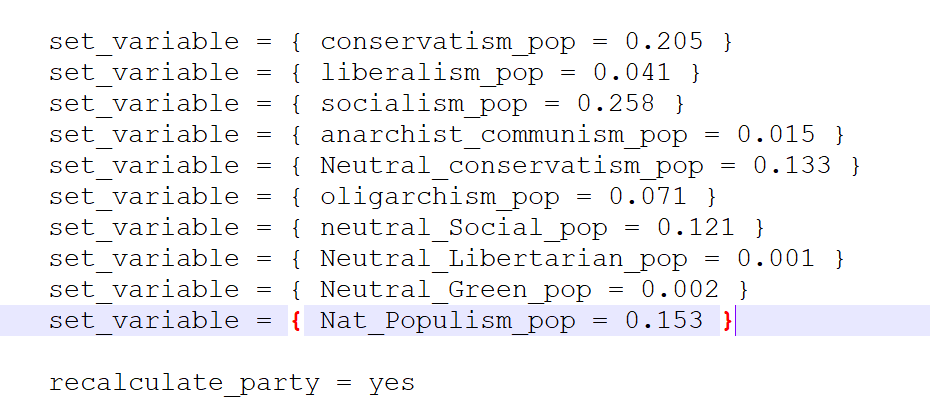 set_variable = { conservatism_pop = 0.205 }
set_variable = { liberalism_pop = 0.041 }
set_variable = { socialism_pop = 0.258 }
set_variable = { anarchist_communism_pop = 0.015 }
set_variable = { Neutral_conservatism_pop = 0.133 }
set_variable = { oligarchism_pop = 0.071 }
set_variable = { neutral_Social_pop = 0.121 }
set_variable = { Neutral_Libertarian_pop = 0.001 }
set_variable = { Neutral_Green_pop = 0.002 }
set_variable = { Nat_Populism_pop = 0.153 }
recalculate_party = yes